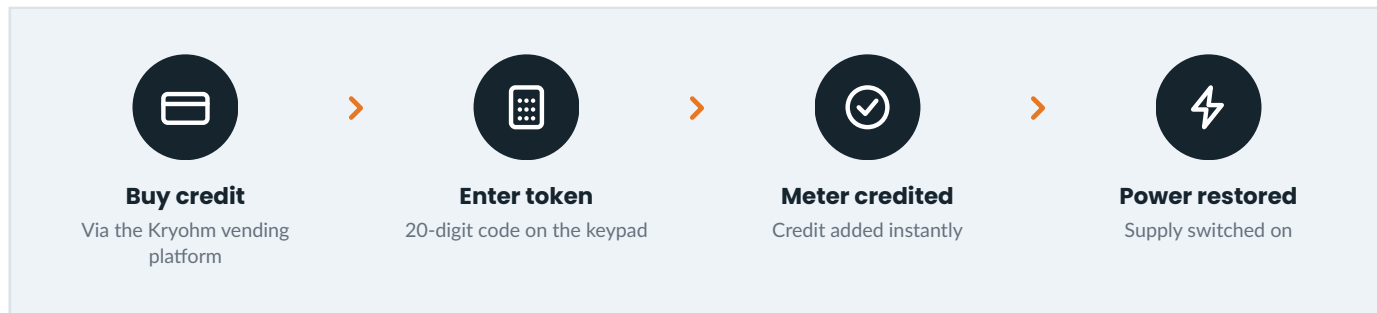 Buy credit
Via the Kryohm vending
platform
Enter token
20-digit code on the keypad
Meter credited
Credit added instantly
Power restored
Supply switched on